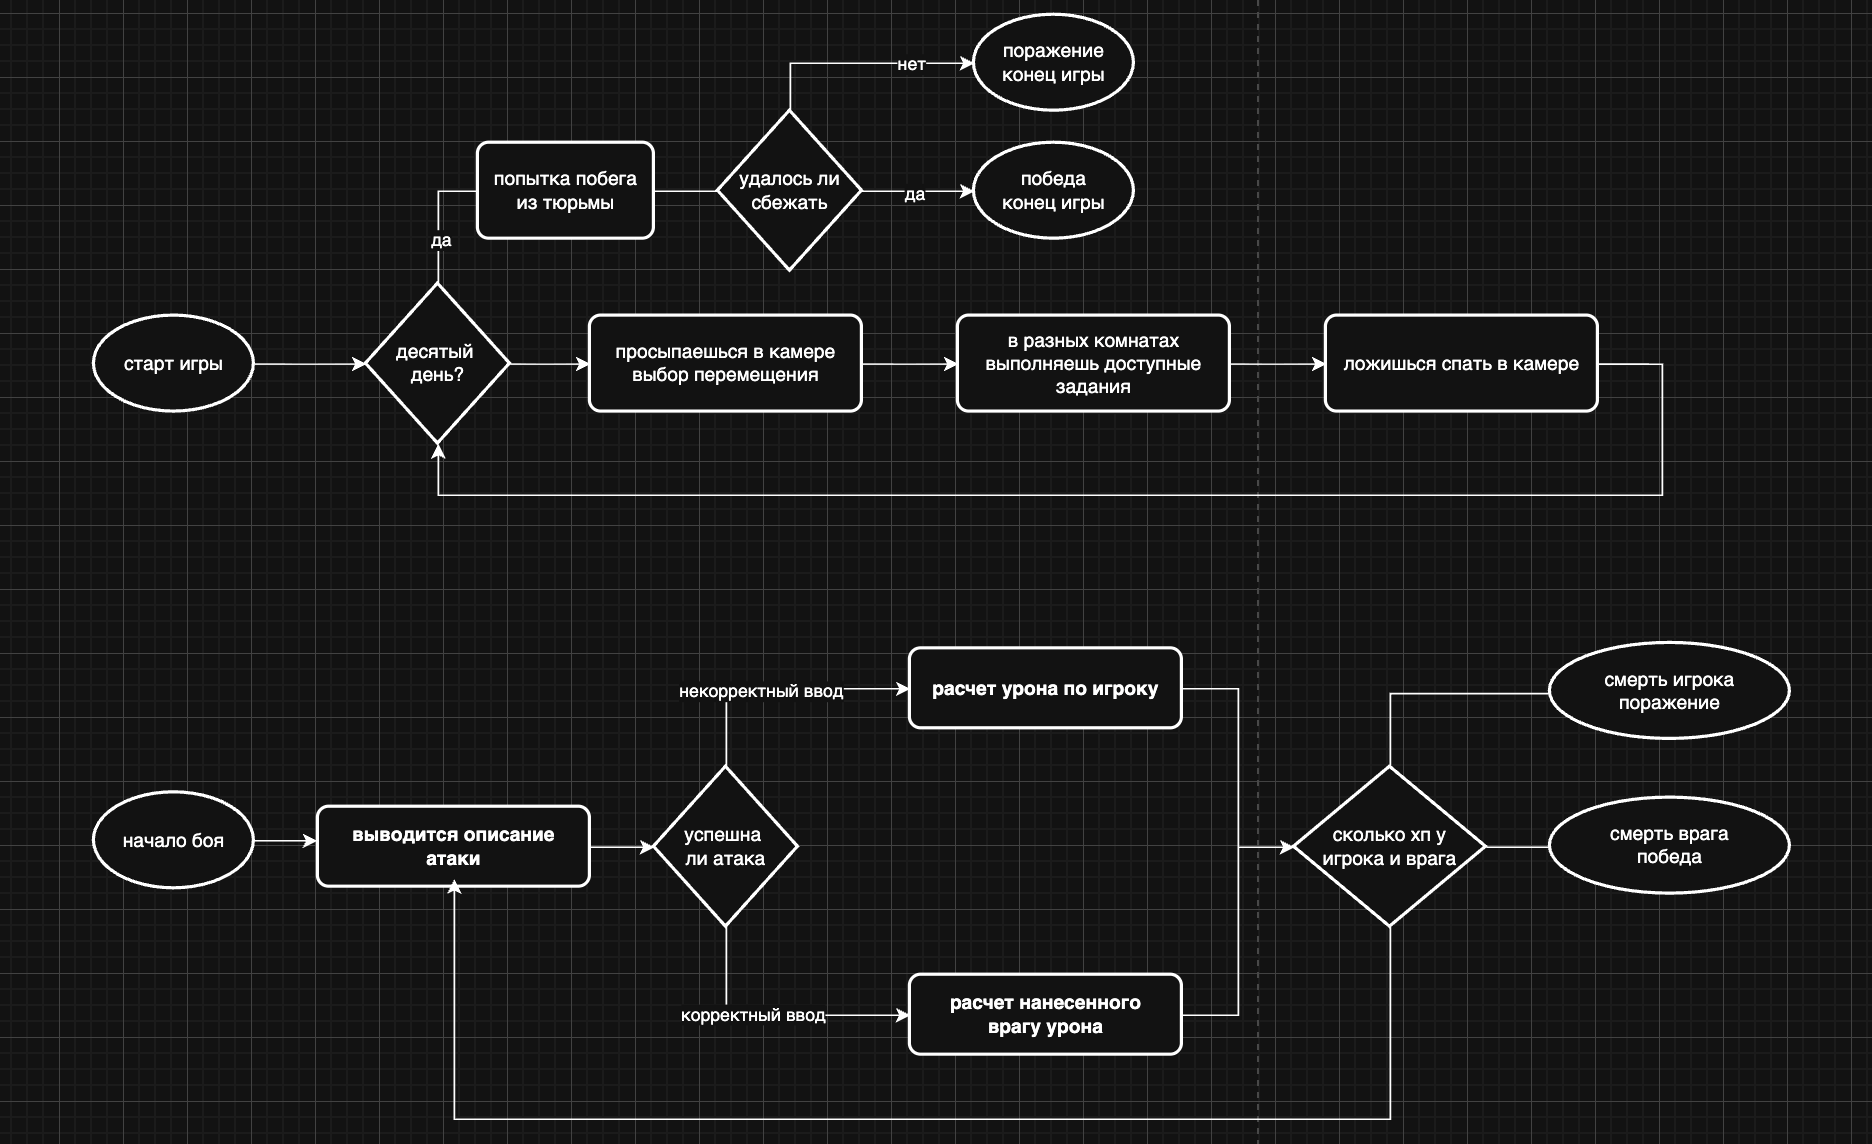 нет
поражение
конец игры
попытка побега
из тюрьмы
удалось ли
сбежать
да
победа
конец игры
да
старт игры
десятый
день?
просыпаешься в камере
выбор перемещения
в разных комнатах
выполняешь доступные
задания
ложишься спать в камере
некорректный ввод
расчет урона по игроку
смерть игрока
поражение
начало боя
выводится описание
атаки
успешна
ли атака
сколько хп у
игрока и врага
смерть врага
победа
корректный ввод
расчет нанесенного
врагу урона